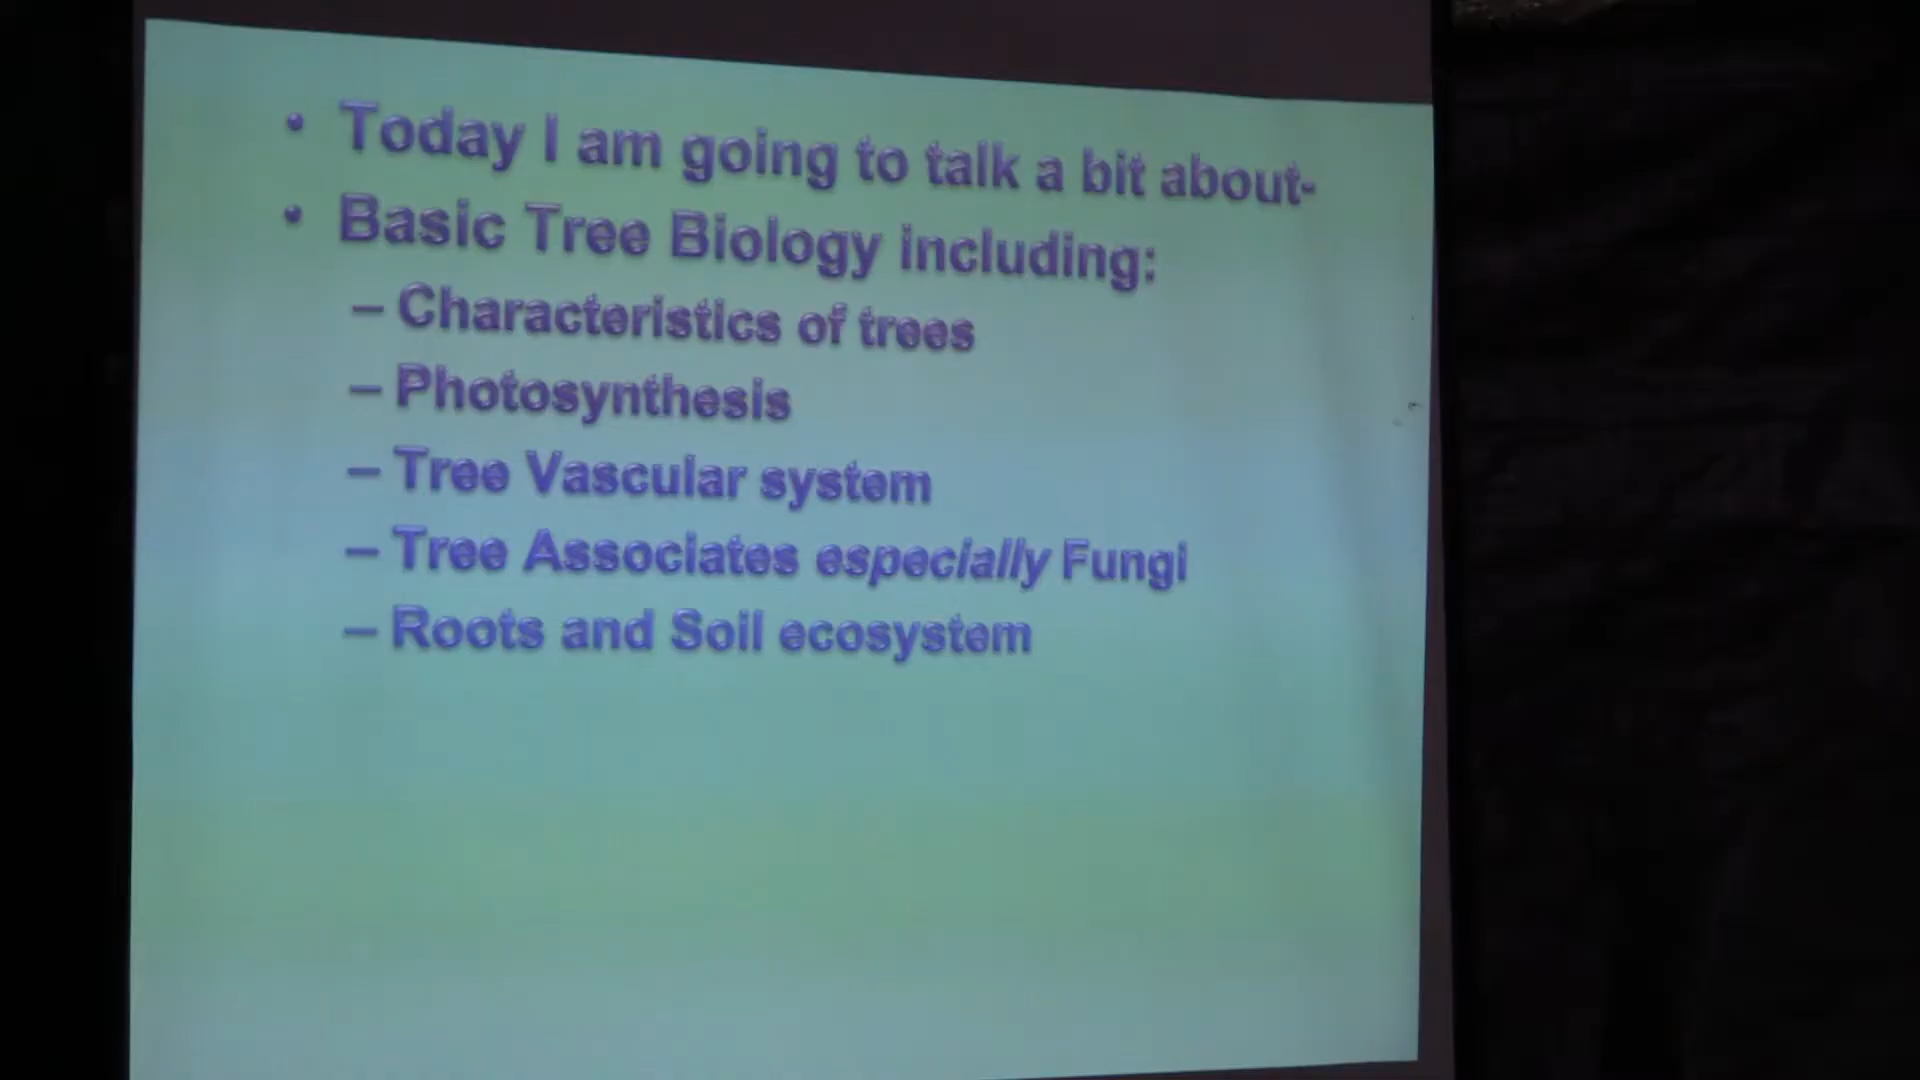 • Today I am going to talk a bit about-
• Basic Tree Biology including:
– Characteristics of trees
– Photosynthesis
– Tree Vascular system
– Tree Associates especially Fungi
– Roots and Soil ecosystem